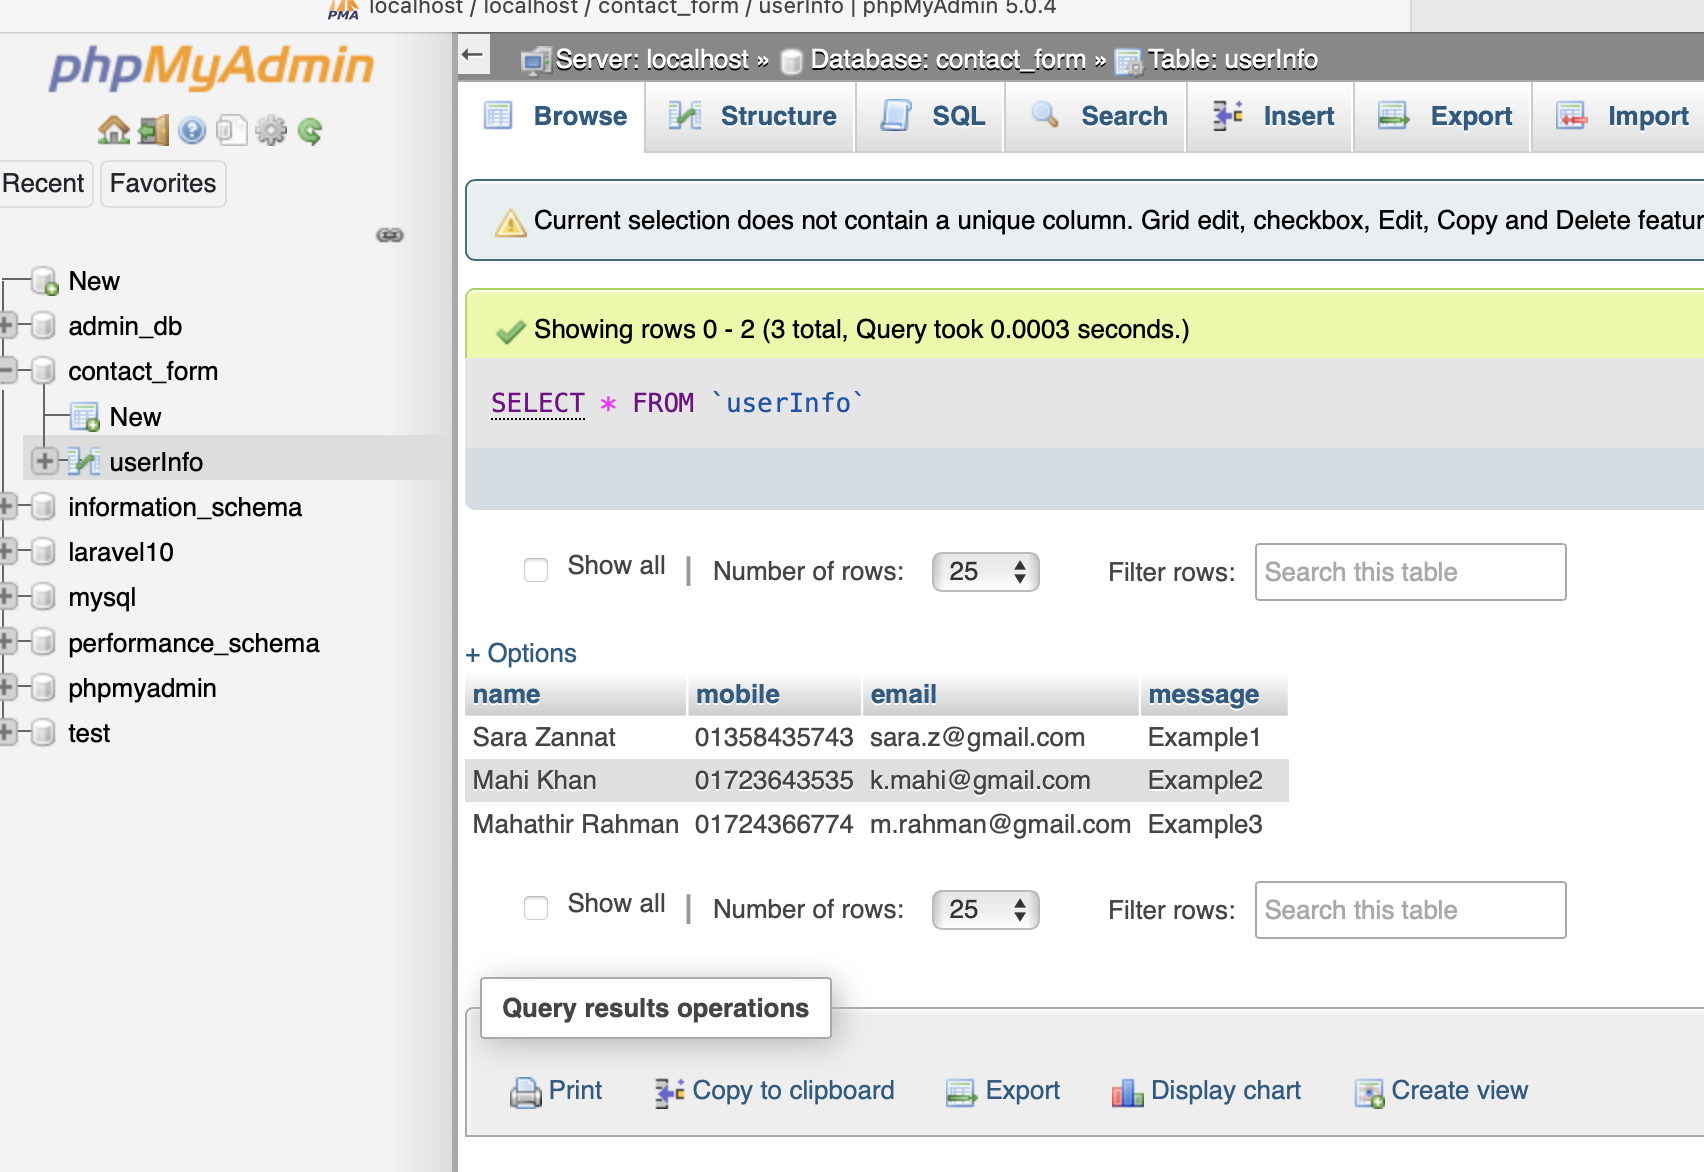 localhost / localhost / contact_form / userInfo | phpMyAdmin 5.0.4
PMA
phpMyAdmin
Recent
Favorites
New
admin_db
contact_form
New
userInfo
information_schema
laravel10
mysql
performance_schema
phpmyadmin
test
Server: localhost » Database: contact_form » Table: userInfo
Browse Structure SQL Search Insert Export Import
Current selection does not contain a unique column. Grid edit, checkbox, Edit, Copy and Delete featur
Showing rows 0 - 2 (3 total, Query took 0.0003 seconds.)
SELECT * FROM `userInfo`
Show all | Number of rows: 25 Filter rows: Search this table
+ Options
name mobile email message
Sara Zannat 01358435743 sara.z@gmail.com Example1
Mahi Khan 01723643535 k.mahi@gmail.com Example2
Mahathir Rahman 01724366774 m.rahman@gmail.com Example3
Show all | Number of rows: 25 Filter rows: Search this table
Query results operations
Print Copy to clipboard Export Display chart Create view